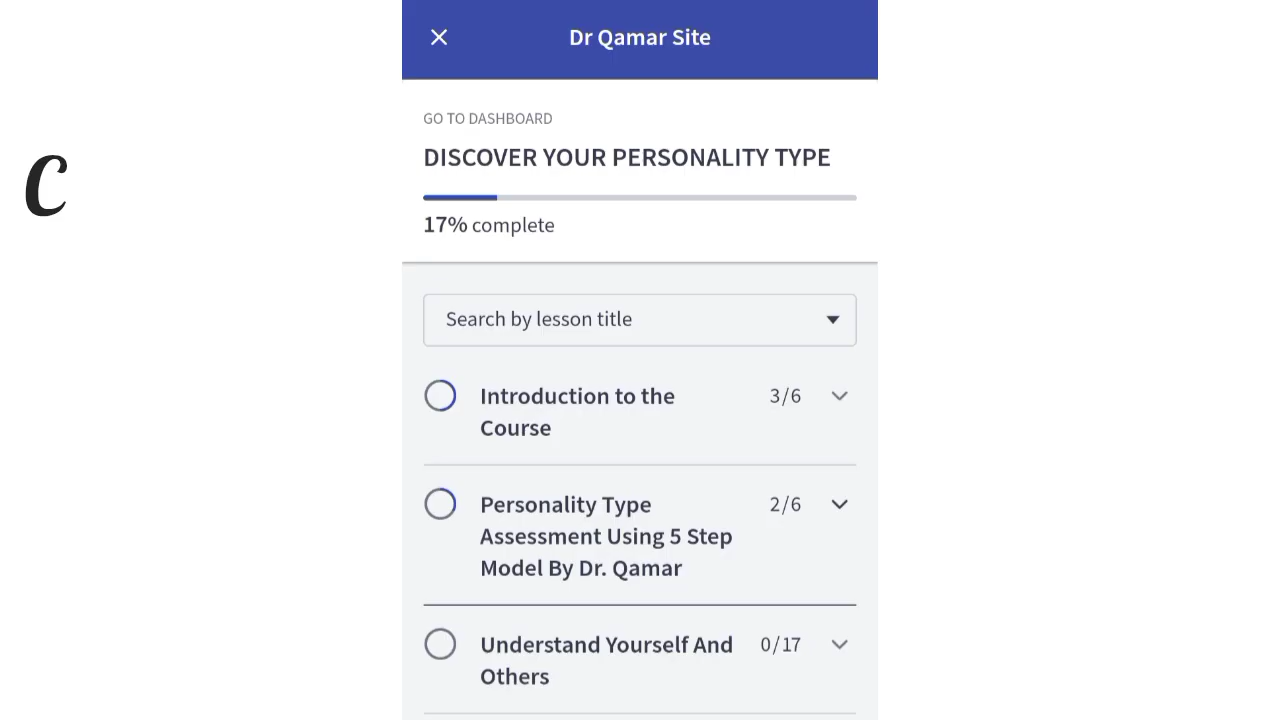 C
Dr Qamar Site
GO TO DASHBOARD
DISCOVER YOUR PERSONALITY TYPE
17% complete
Search by lesson title
Introduction to the 3/6
Course
Personality Type 2/6
Assessment Using 5 Step
Model By Dr. Qamar
Understand Yourself And 0/17
Others